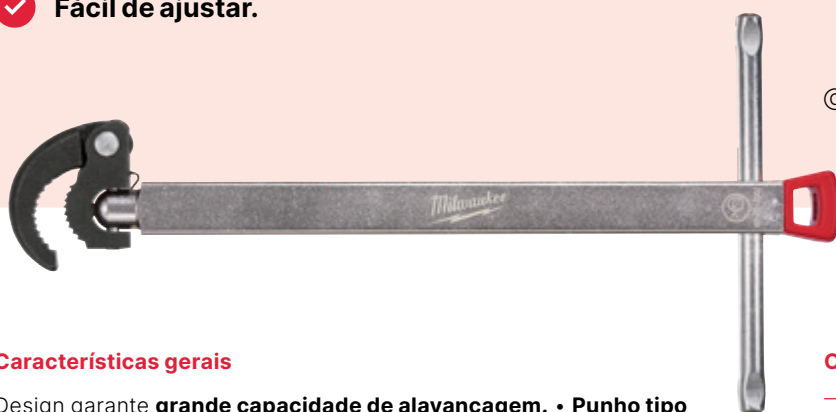 Fácil de ajustar.
Milwaukee
Características gerais
Design garante grande capacidade de alavancagem. • Punho tipo